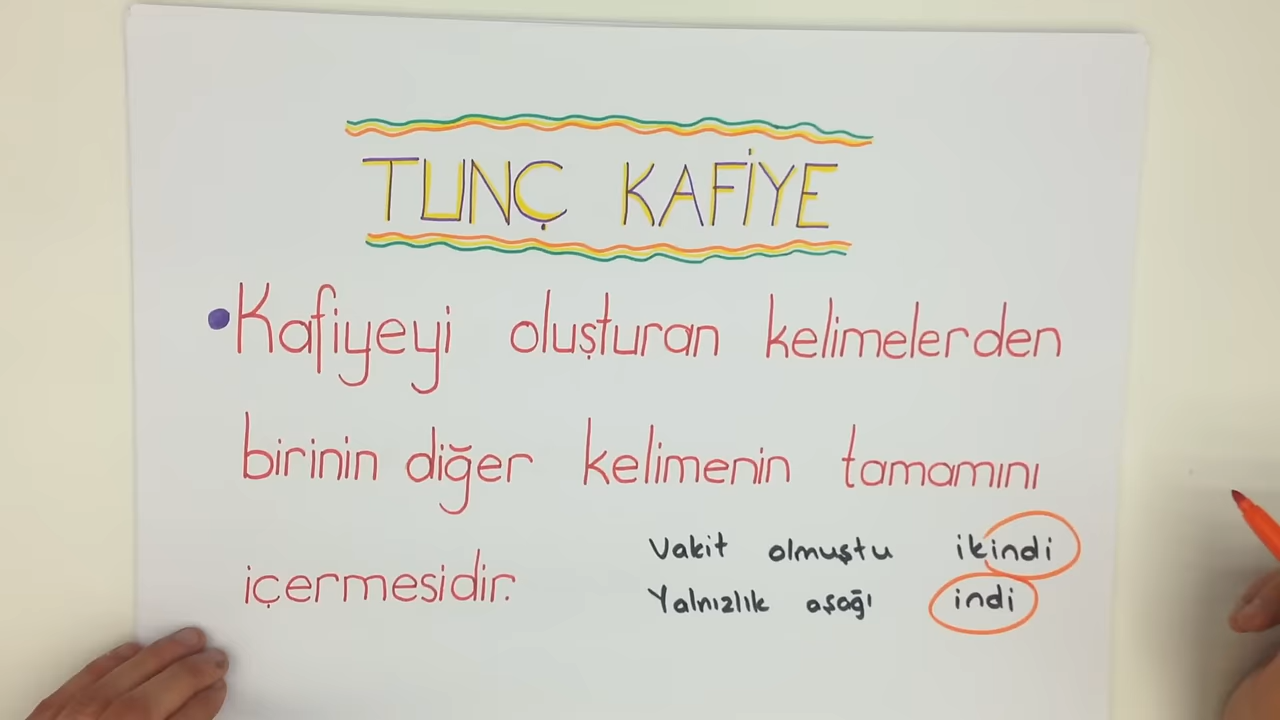 TUNÇ KAFİYE
•Kafiyeyi oluşturan kelimelerden
birinin diğer kelimenin tamamını
içermesidir.
Vakit olmuştu ikindi
Yalnızlık aşağı indi